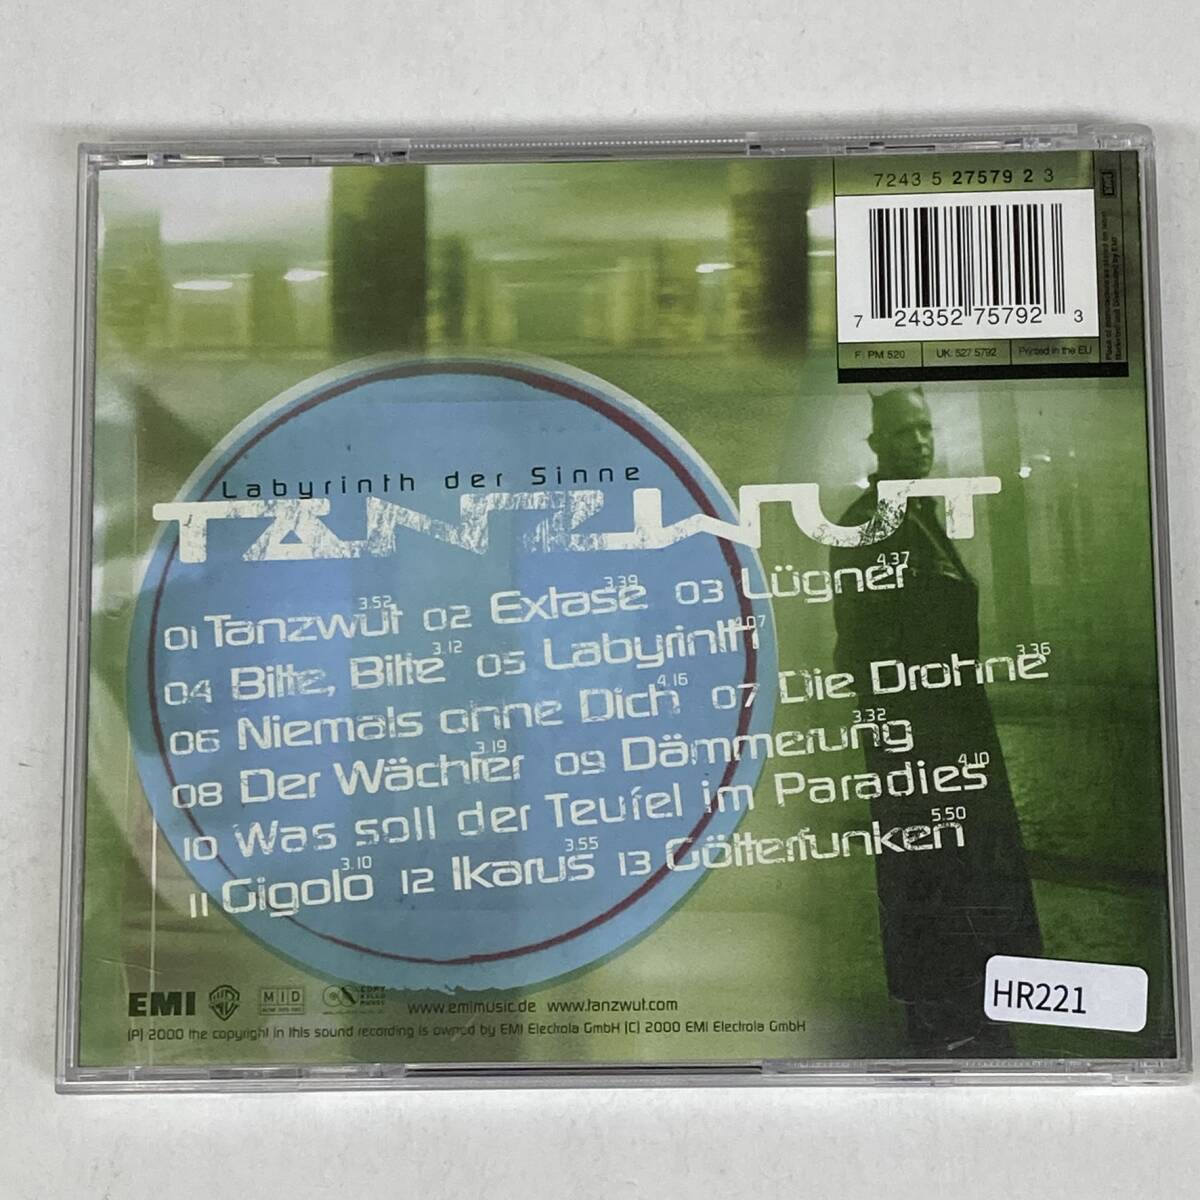 7243 5 27579 2 3
EMI
7 24352 75792 3
F: PM 520
UK: 527 5792
Printed in the EU
Labyrinth der Sinne
TANZWUT
01 Tanzwut 3.52 02 Extase 3.39 03 Lügner 4.37
04 Bitte, Bitte 3.12 05 Labyrinth 4.07
06 Niemals ohne Dich 4.16 07 Die Drohne 3.36
08 Der Wächter 3.19 09 Dämmerung 3.32
10 Was soll der Teufel im Paradies 4.10
11 Gigolo 3.10 12 Ikarus 3.55 13 Götterfunken 5.50
EMI
MID
COPY KILLS MUSIC
www.emimusic.de www.tanzwut.com
(P) 2000 the copyright in this sound recording is owned by EMI Electrola GmbH (C) 2000 EMI Electrola GmbH
HR221